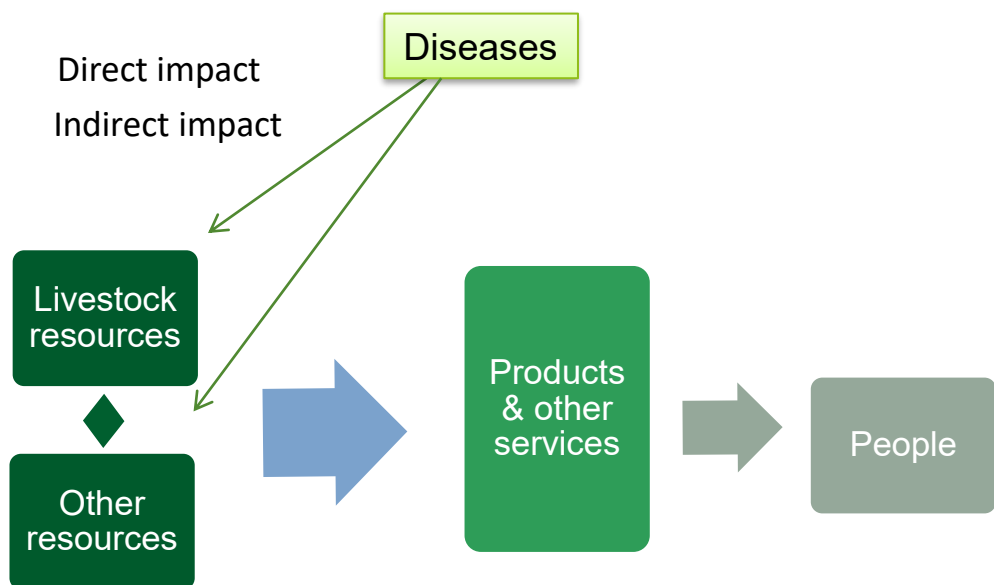 Diseases
Direct impact
Indirect impact
Livestock
resources
Other
resources
Products
& other
services
People